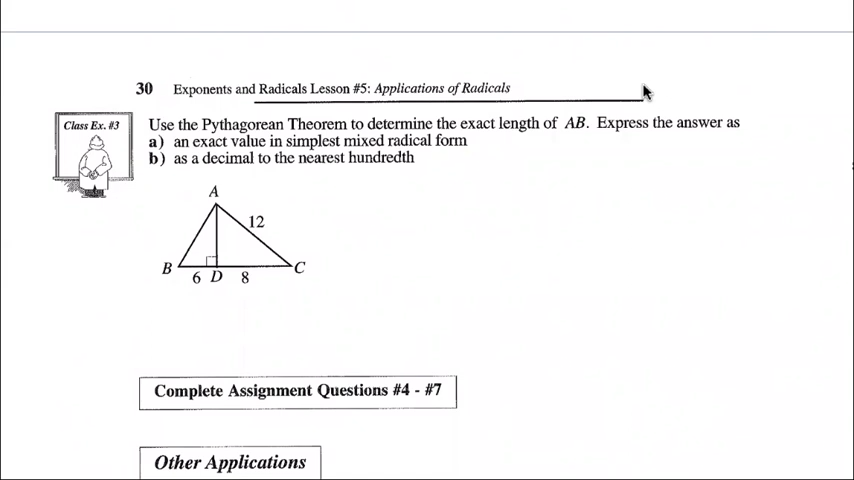 30 Exponents and Radicals Lesson #5: Applications of Radicals
Class Ex. #3
Use the Pythagorean Theorem to determine the exact length of AB. Express the answer as
a) an exact value in simplest mixed radical form
b) as a decimal to the nearest hundredth
A
12
B
C
6 D 8
Complete Assignment Questions #4 - #7
Other Applications